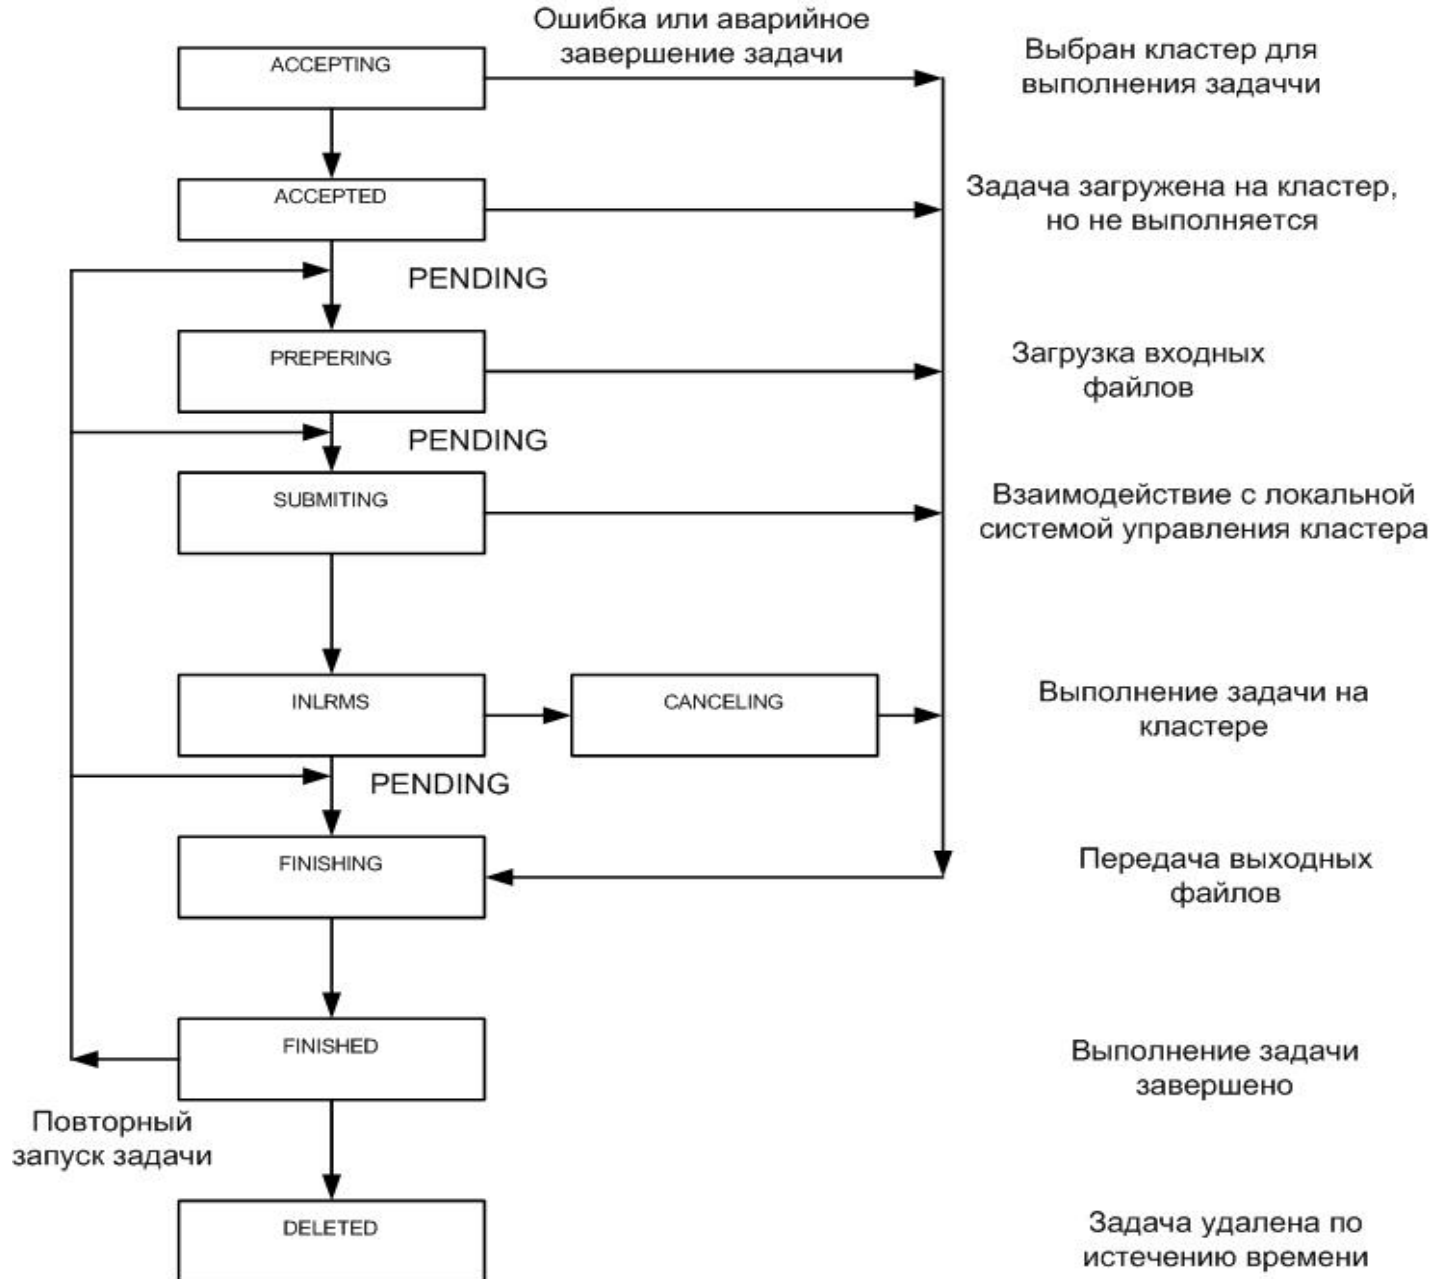 Ошибка или аварийное
завершение задачи
ACCEPTING
Выбран кластер для
выполнения задаччи
ACCEPTED
Задача загружена на кластер,
но не выполняется
PENDING
PREPERING
Загрузка входных
файлов
PENDING
SUBMITING
Взаимодействие с локальной
системой управления кластера
INLRMS
CANCELING
Выполнение задачи на
кластере
PENDING
FINISHING
Передача выходных
файлов
FINISHED
Выполнение задачи
завершено
Повторный
запуск задачи
DELETED
Задача удалена по
истечению времени